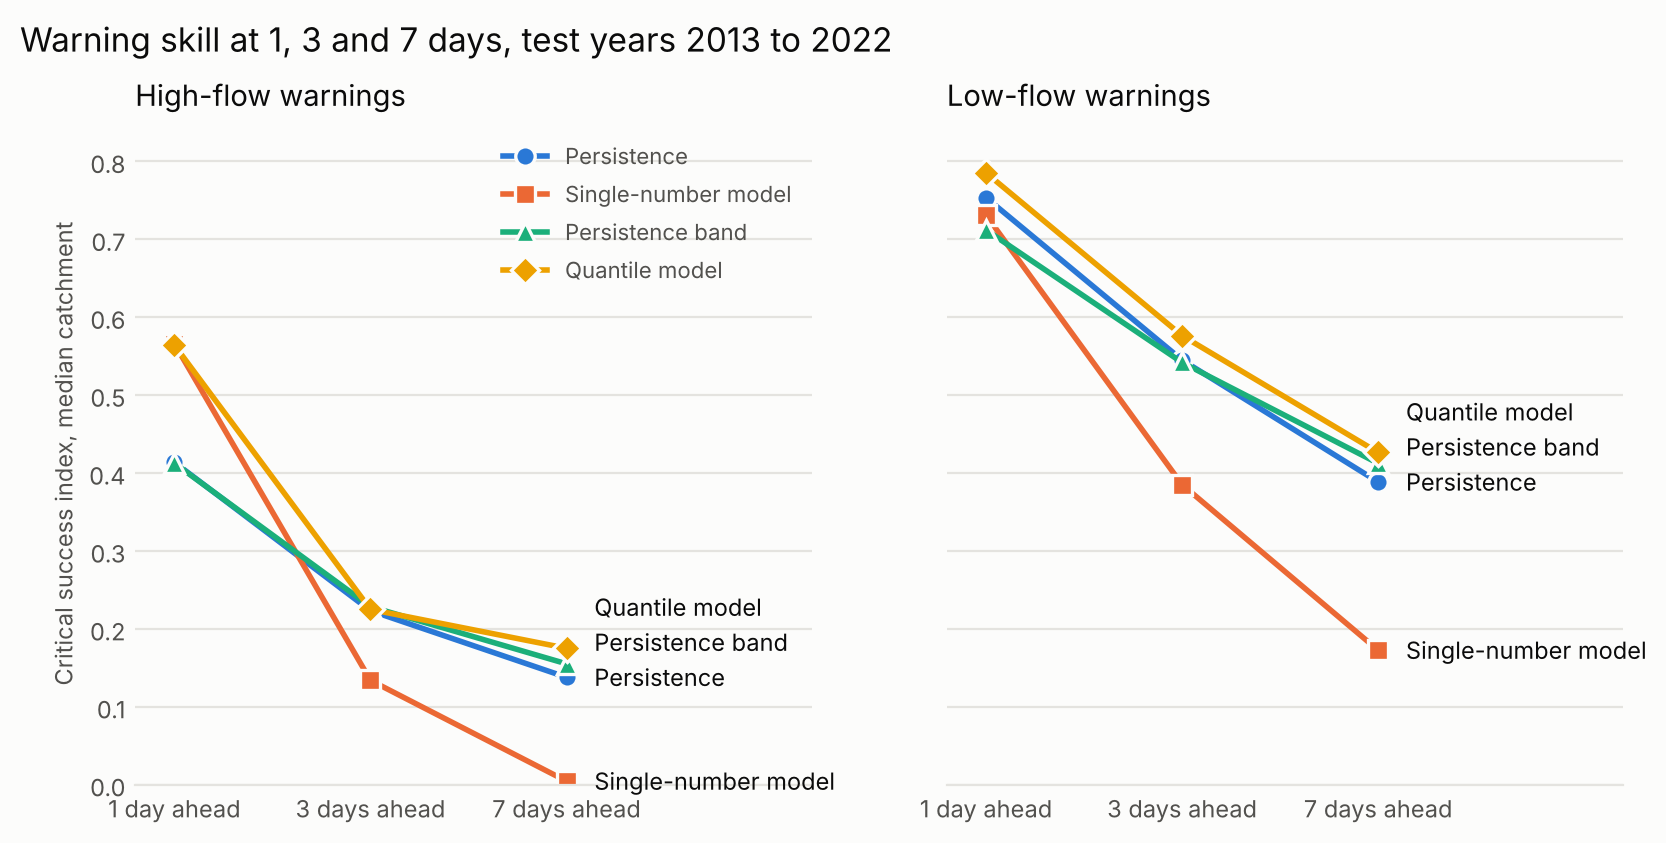 Warning skill at 1, 3 and 7 days, test years 2013 to 2022
High-flow warnings
Critical success index, median catchment
0.8
0.7
0.6
0.5
0.4
0.3
0.2
0.1
0.0
Persistence
Single-number model
Persistence band
Quantile model
Quantile model
Persistence band
Persistence
Single-number model
1 day ahead
3 days ahead
7 days ahead
Low-flow warnings
Quantile model
Persistence band
Persistence
Single-number model
1 day ahead
3 days ahead
7 days ahead